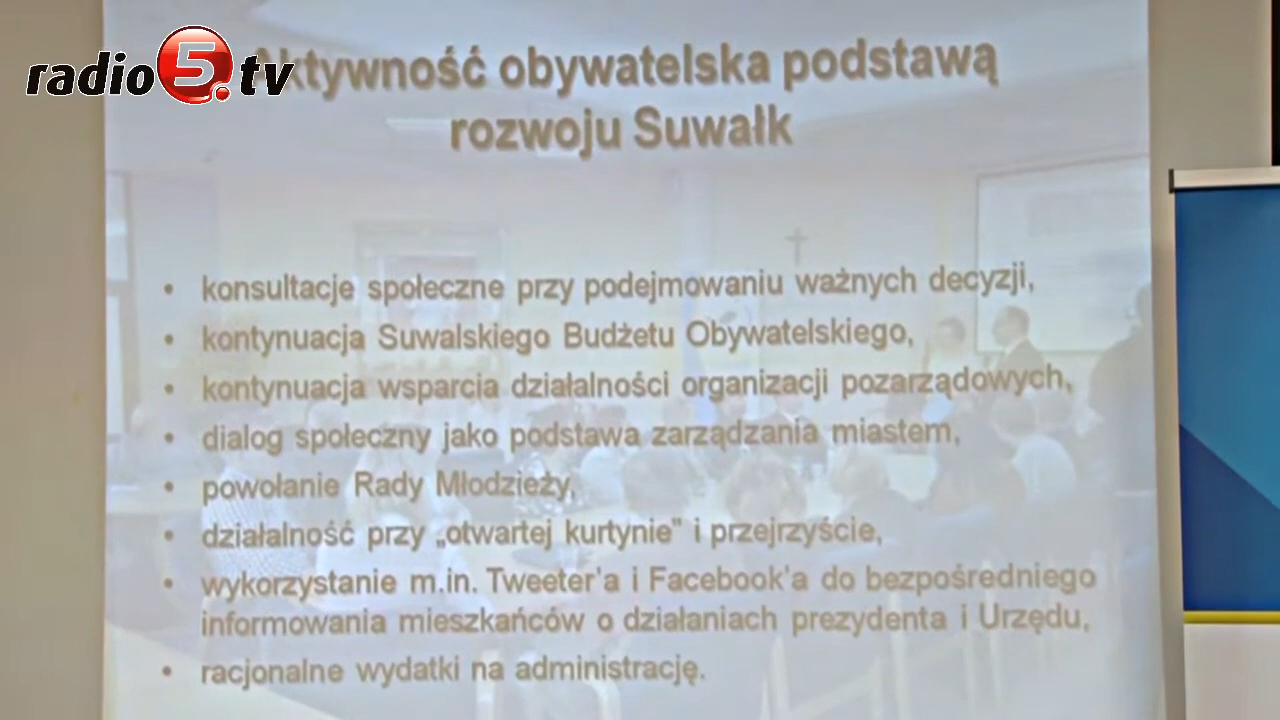 radio5.tv
Aktywność obywatelska podstawą
rozwoju Suwałk
• konsultacje społeczne przy podejmowaniu ważnych decyzji,
• kontynuacja Suwalskiego Budżetu Obywatelskiego,
• kontynuacja wsparcia działalności organizacji pozarządowych,
• dialog społeczny jako podstawa zarządzania miastem,
• powołanie Rady Młodzieży,
• działalność przy „otwartej kurtynie" i przejrzyście,
• wykorzystanie m.in. Tweeter'a i Facebook'a do bezpośredniego
informowania mieszkańców o działaniach prezydenta i Urzędu,
• racjonalne wydatki na administrację.